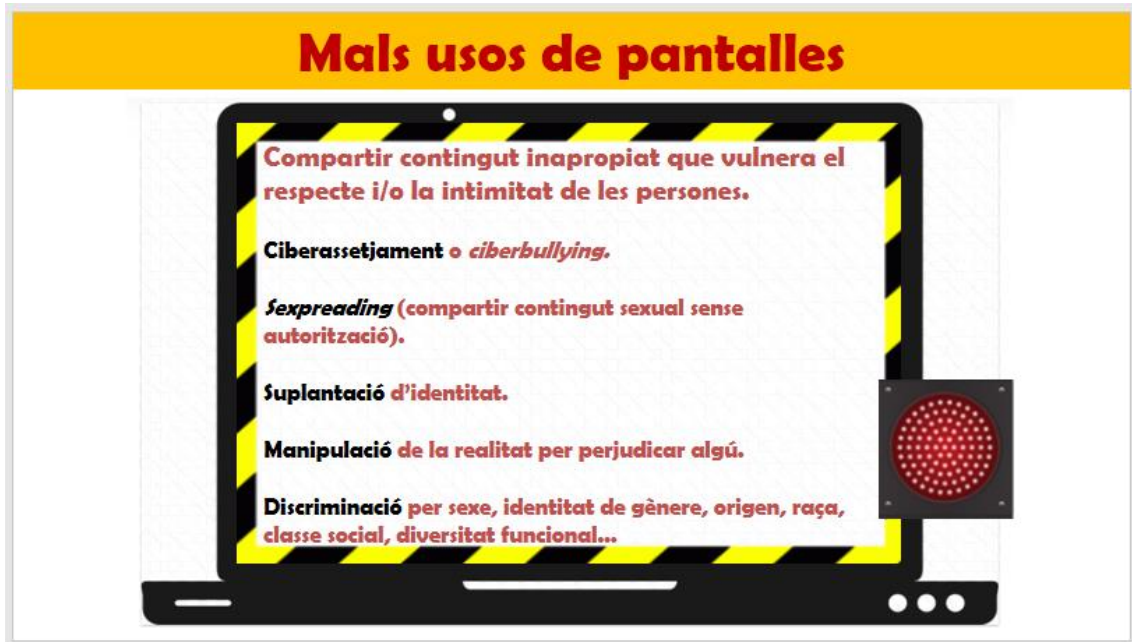 Mals usos de pantalles
Compartir contingut inapropiat que vulnera el
respecte i/o la intimitat de les persones.
Ciberassetjament o ciberbullying.
Sexpreading (compartir contingut sexual sense
autorització).
Suplantació d'identitat.
Manipulació de la realitat per perjudicar algú.
Discriminació per sexe, identitat de gènere, origen, raça,
classe social, diversitat funcional...